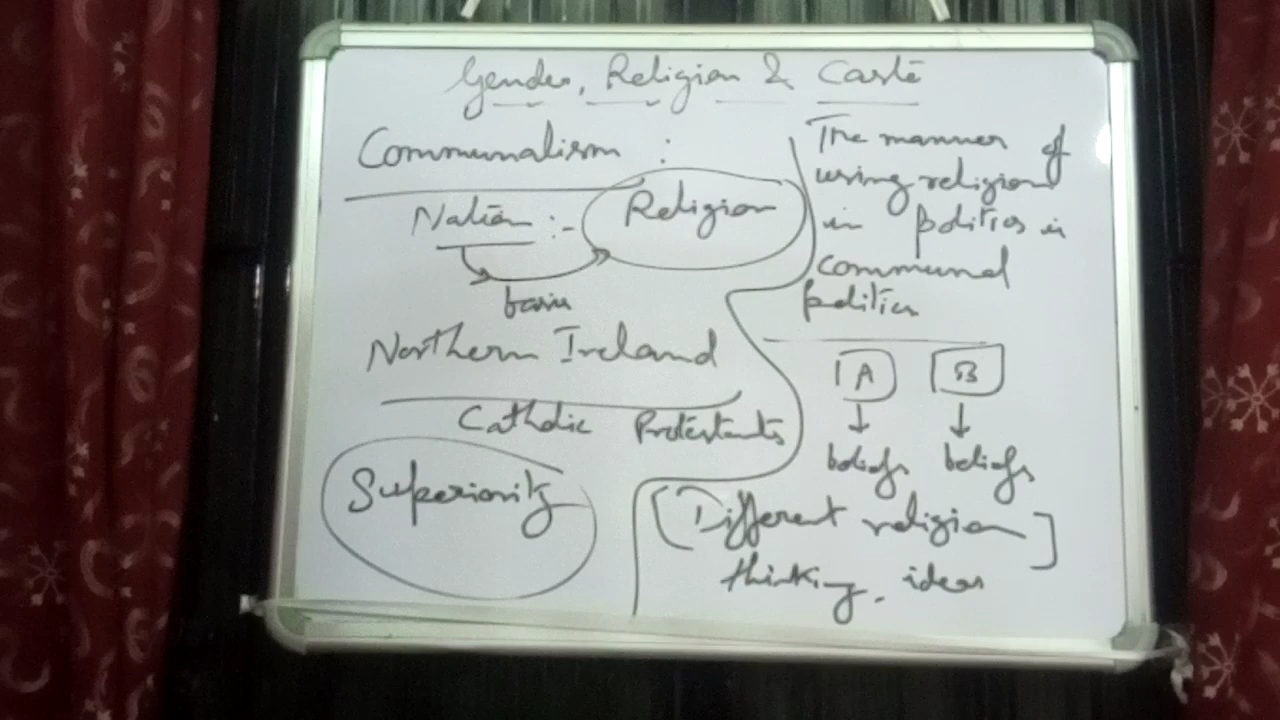 Gender, Religion & Caste
Communalism :
Nation :- Religion
basis
Northern Ireland
Catholic Protestants
Superiority
The manner of
using religion
in politics is
communal
politics
A B
beliefs beliefs
[Different religion]
thinking, ideas